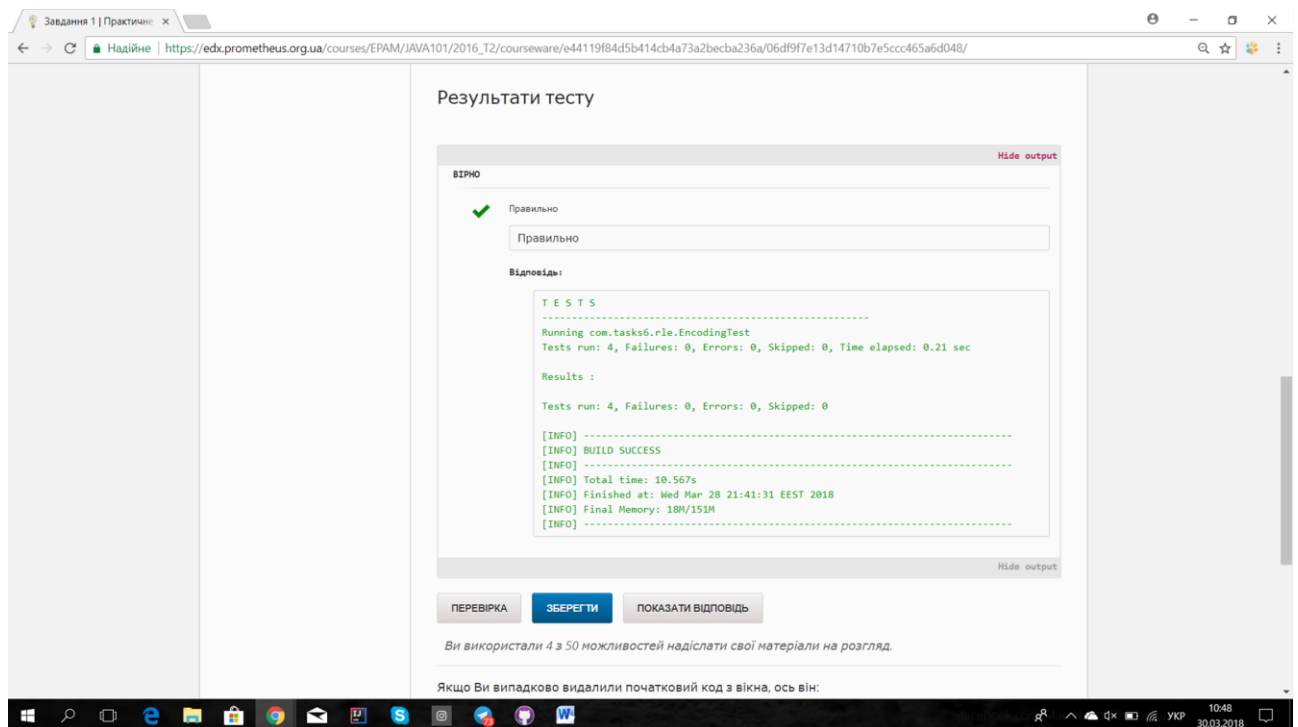 Завдання 1 | Практичне
Надійне | https://edx.prometheus.org.ua/courses/EPAM/JAVA101/2016_T2/courseware/e44119f84d5b414cb4a73a2becba236a/06df9f7e13d14710b7e5ccc465a6d048/
Результати тесту
Hide output
ВІРНО
Правильно
Правильно
Відповідь:
T E S T S
-------------------------------------------------------
Running com.tasks6.rle.EncodingTest
Tests run: 4, Failures: 0, Errors: 0, Skipped: 0, Time elapsed: 0.21 sec
Results :
Tests run: 4, Failures: 0, Errors: 0, Skipped: 0
[INFO] ------------------------------------------------------------------------
[INFO] BUILD SUCCESS
[INFO] ------------------------------------------------------------------------
[INFO] Total time: 10.567s
[INFO] Finished at: Wed Mar 28 21:41:31 EEST 2018
[INFO] Final Memory: 18M/151M
[INFO] ------------------------------------------------------------------------
Hide output
ПЕРЕВІРКА ЗБЕРЕГТИ ПОКАЗАТИ ВІДПОВІДЬ
Ви використали 4 з 50 можливостей надіслати свої матеріали на розгляд.
Якщо Ви випадково видалили початковий код з вікна, ось він:
УКР
10:48
30.03.2018